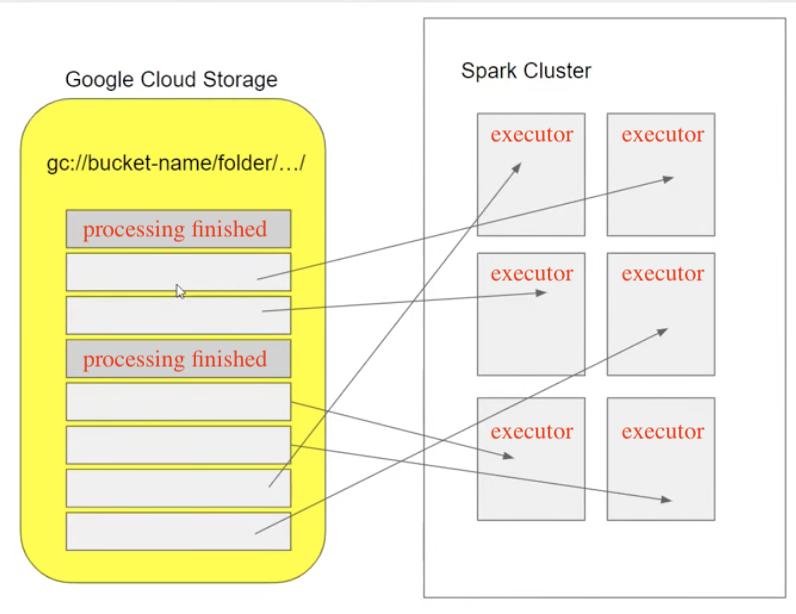 Google Cloud Storage
gc://bucket-name/folder/…/
processing finished
processing finished
Spark Cluster
executor
executor
executor
executor
executor
executor